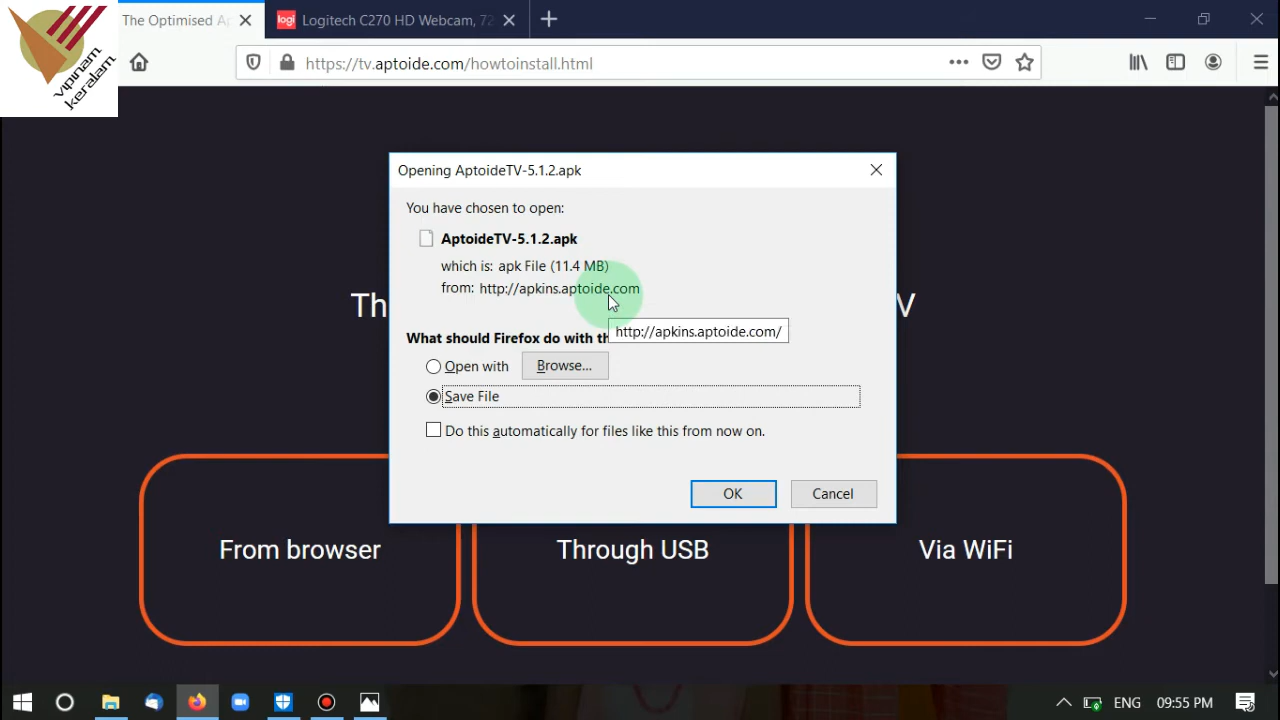 vipinam
keralam
The Optimised Ap
logi Logitech C270 HD Webcam, 72
https://tv.aptoide.com/howtoinstall.html
Opening AptoideTV-5.1.2.apk
You have chosen to open:
AptoideTV-5.1.2.apk
which is: apk File (11.4 MB)
from: http://apkins.aptoide.com
Th
V
http://apkins.aptoide.com/
What should Firefox do with th
Open with Browse...
Save File
Do this automatically for files like this from now on.
OK Cancel
From browser Through USB Via WiFi
ENG 09:55 PM